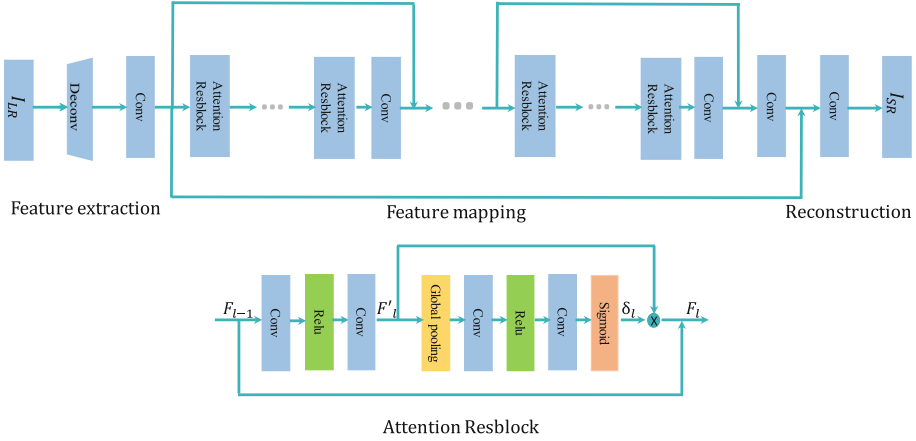 I_LR
Deconv
Conv
Attention
Resblock
Attention
Resblock
Conv
Attention
Resblock
Attention
Resblock
Conv
Conv
Conv
I_SR
Feature extraction
Feature mapping
Reconstruction
F_{l−1}
Conv
Relu
Conv
F'_l
Global pooling
Conv
Relu
Conv
Sigmoid
δ_l
X
F_l
Attention Resblock